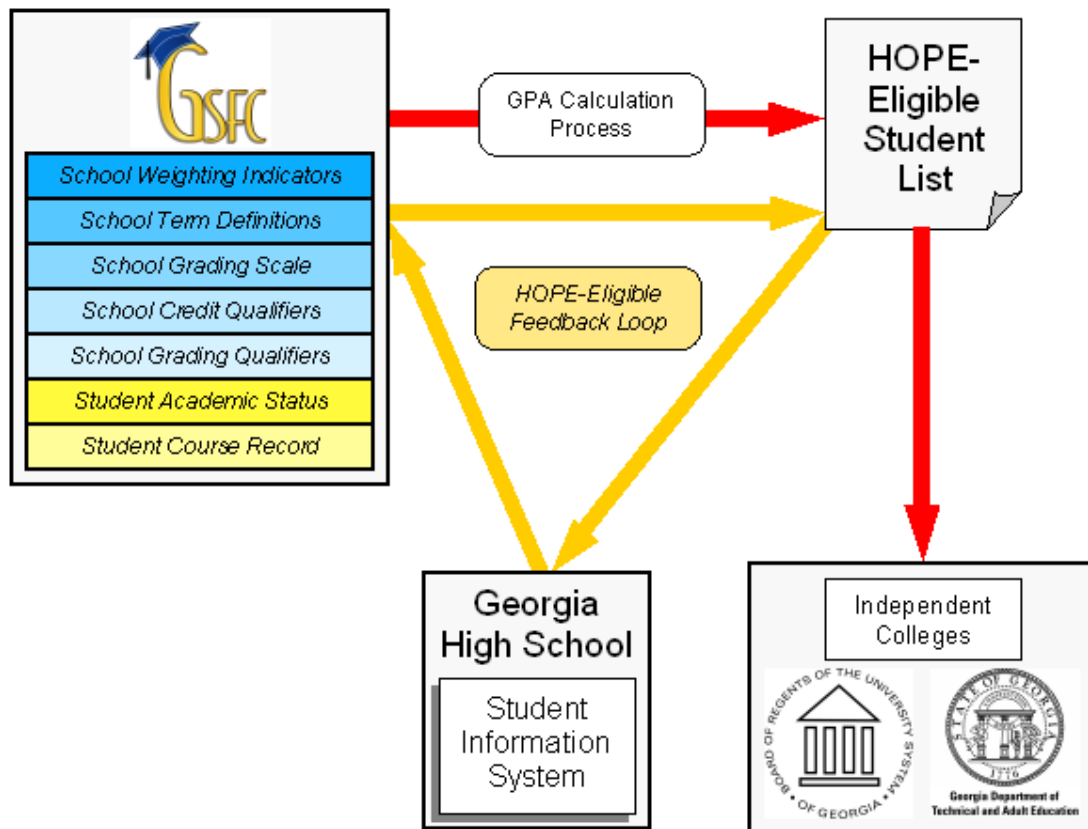 GSFC
School Weighting Indicators
School Term Definitions
School Grading Scale
School Credit Qualifiers
School Grading Qualifiers
Student Academic Status
Student Course Record
GPA Calculation
Process
HOPE-
Eligible
Student
List
HOPE-Eligible
Feedback Loop
Georgia
High School
Student
Information
System
Independent
Colleges
BOARD OF REGENTS OF THE UNIVERSITY SYSTEM
• OF GEORGIA •
STATE OF GEORGIA
1776
Georgia Department of
Technical and Adult Education